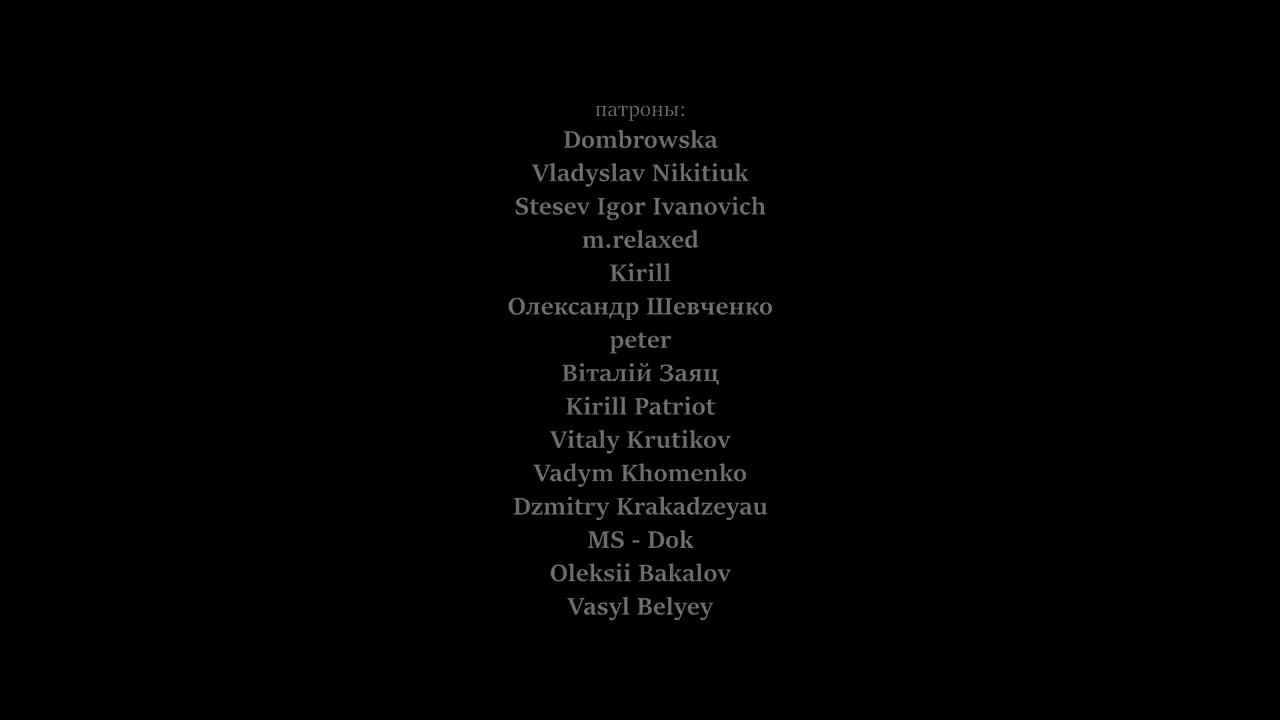 патроны:
Dombrowska
Vladyslav Nikitiuk
Stesev Igor Ivanovich
m.relaxed
Kirill
Олександр Шевченко
peter
Віталій Заяц
Kirill Patriot
Vitaly Krutikov
Vadym Khomenko
Dzmitry Krakadzeyau
MS - Dok
Oleksii Bakalov
Vasyl Belyey